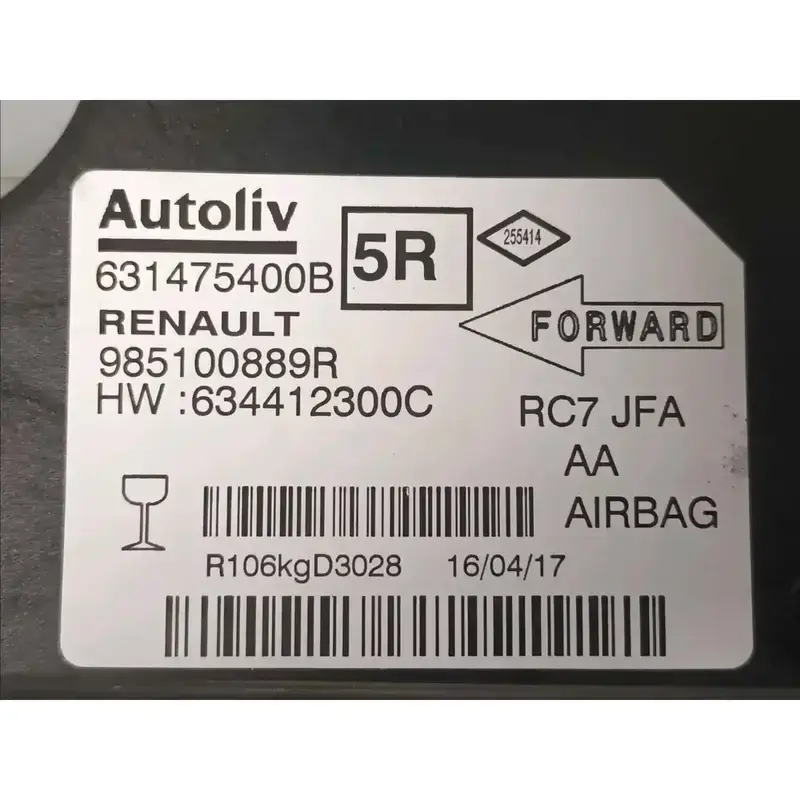 Autoliv
631475400B
5R
255414
RENAULT
985100889R
HW :634412300C
FORWARD
RC7 JFA
AA
AIRBAG
R106kgD3028 16/04/17